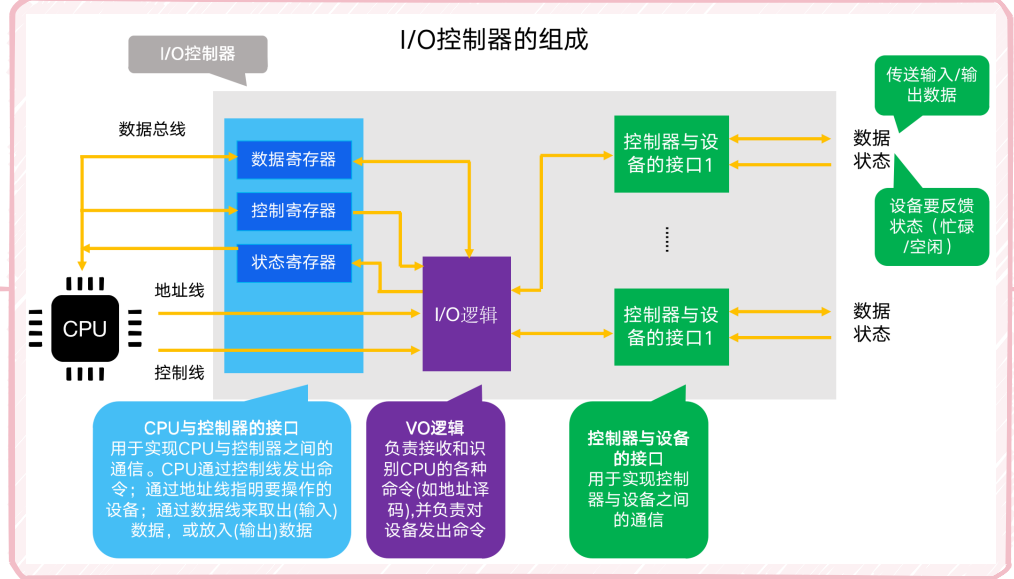 I/O控制器的组成
I/O控制器
传送输入/输
出数据
数据总线
数据寄存器
控制寄存器
状态寄存器
控制器与设
备的接口1
数据
状态
设备要反馈
状态（忙碌
/空闲）
......
地址线
CPU
I/O逻辑
控制器与设
备的接口1
数据
状态
控制线
CPU与控制器的接口
用于实现CPU与控制器之间的
通信。CPU通过控制线发出命
令；通过地址线指明要操作的
设备；通过数据线来取出(输入)
数据，或放入(输出)数据
VO逻辑
负责接收和识
别CPU的各种
命令(如地址译
码),并负责对
设备发出命令
控制器与设备
的接口
用于实现控制
器与设备之间
的通信